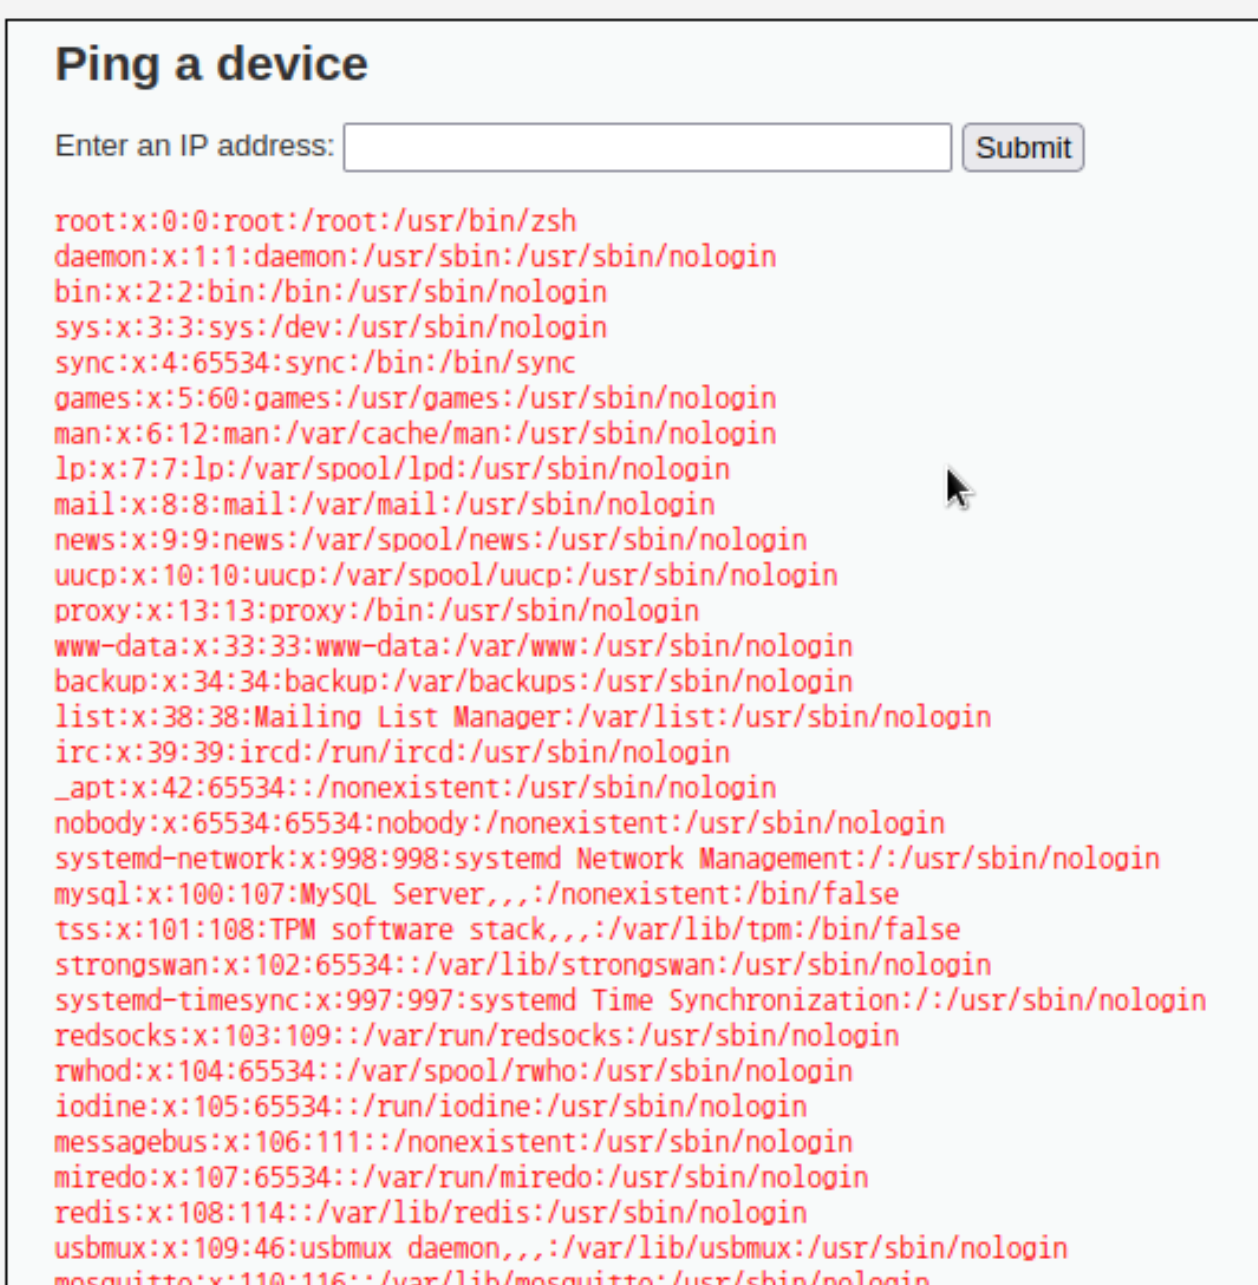 Ping a device
Enter an IP address: Submit
root:x:0:0:root:/root:/usr/bin/zsh
daemon:x:1:1:daemon:/usr/sbin:/usr/sbin/nologin
bin:x:2:2:bin:/bin:/usr/sbin/nologin
sys:x:3:3:sys:/dev:/usr/sbin/nologin
sync:x:4:65534:sync:/bin:/bin/sync
games:x:5:60:games:/usr/games:/usr/sbin/nologin
man:x:6:12:man:/var/cache/man:/usr/sbin/nologin
lp:x:7:7:lp:/var/spool/lpd:/usr/sbin/nologin
mail:x:8:8:mail:/var/mail:/usr/sbin/nologin
news:x:9:9:news:/var/spool/news:/usr/sbin/nologin
uucp:x:10:10:uucp:/var/spool/uucp:/usr/sbin/nologin
proxy:x:13:13:proxy:/bin:/usr/sbin/nologin
www-data:x:33:33:www-data:/var/www:/usr/sbin/nologin
backup:x:34:34:backup:/var/backups:/usr/sbin/nologin
list:x:38:38:Mailing List Manager:/var/list:/usr/sbin/nologin
irc:x:39:39:ircd:/run/ircd:/usr/sbin/nologin
_apt:x:42:65534::/nonexistent:/usr/sbin/nologin
nobody:x:65534:65534:nobody:/nonexistent:/usr/sbin/nologin
systemd-network:x:998:998:systemd Network Management:/:/usr/sbin/nologin
mysql:x:100:107:MySQL Server,,,:/nonexistent:/bin/false
tss:x:101:108:TPM software stack,,,:/var/lib/tpm:/bin/false
strongswan:x:102:65534::/var/lib/strongswan:/usr/sbin/nologin
systemd-timesync:x:997:997:systemd Time Synchronization:/:/usr/sbin/nologin
redsocks:x:103:109::/var/run/redsocks:/usr/sbin/nologin
rwhod:x:104:65534::/var/spool/rwho:/usr/sbin/nologin
iodine:x:105:65534::/run/iodine:/usr/sbin/nologin
messagebus:x:106:111::/nonexistent:/usr/sbin/nologin
miredo:x:107:65534::/var/run/miredo:/usr/sbin/nologin
redis:x:108:114::/var/lib/redis:/usr/sbin/nologin
usbmux:x:109:46:usbmux daemon,,,:/var/lib/usbmux:/usr/sbin/nologin
mosquitto:x:110:116::/var/lib/mosquitto:/usr/sbin/nologin